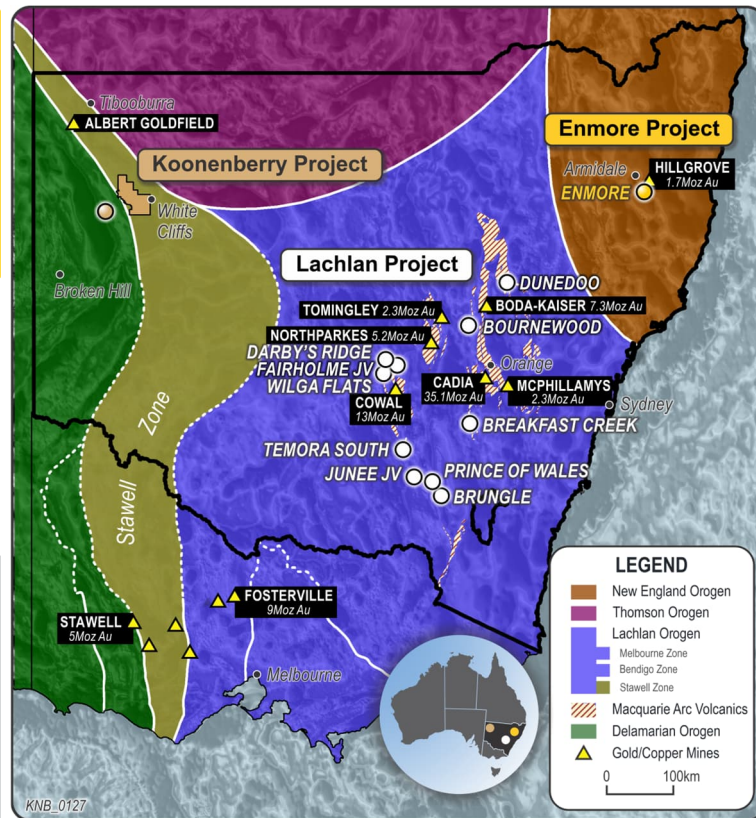 Tibooburra
ALBERT GOLDFIELD
Koonenberry Project
White
Cliffs
Broken Hill
Enmore Project
Armidale
HILLGROVE
1.7Moz Au
ENMORE
Lachlan Project
DUNEDOO
TOMINGLEY 2.3Moz Au
BODA-KAISER 7.3Moz Au
BOURNEWOOD
NORTHPARKES 5.2Moz Au
DARBY'S RIDGE
FAIRHOLME JV
WILGA FLATS
Orange
CADIA
35.1Moz Au
MCPHILLAMYS
2.3Moz Au
COWAL
13Moz Au
Sydney
BREAKFAST CREEK
TEMORA SOUTH
JUNEE JV
PRINCE OF WALES
BRUNGLE
Zone
Stawell
FOSTERVILLE
9Moz Au
STAWELL
5Moz Au
Melbourne
LEGEND
New England Orogen
Thomson Orogen
Lachlan Orogen
Melbourne Zone
Bendigo Zone
Stawell Zone
Macquarie Arc Volcanics
Delamarian Orogen
Gold/Copper Mines
0 100km
KNB_0127